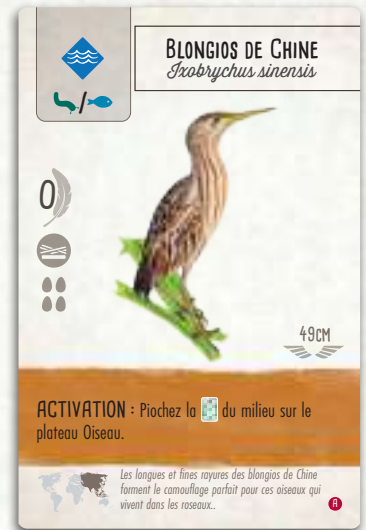 BLONGIOS DE CHINE
Ixobrychus sinensis
/
0
49CM
ACTIVATION : Piochez la du milieu sur le
plateau Oiseau.
Les longues et fines rayures des blongios de Chine
forment le camouflage parfait pour ces oiseaux qui
vivent dans les roseaux..
A